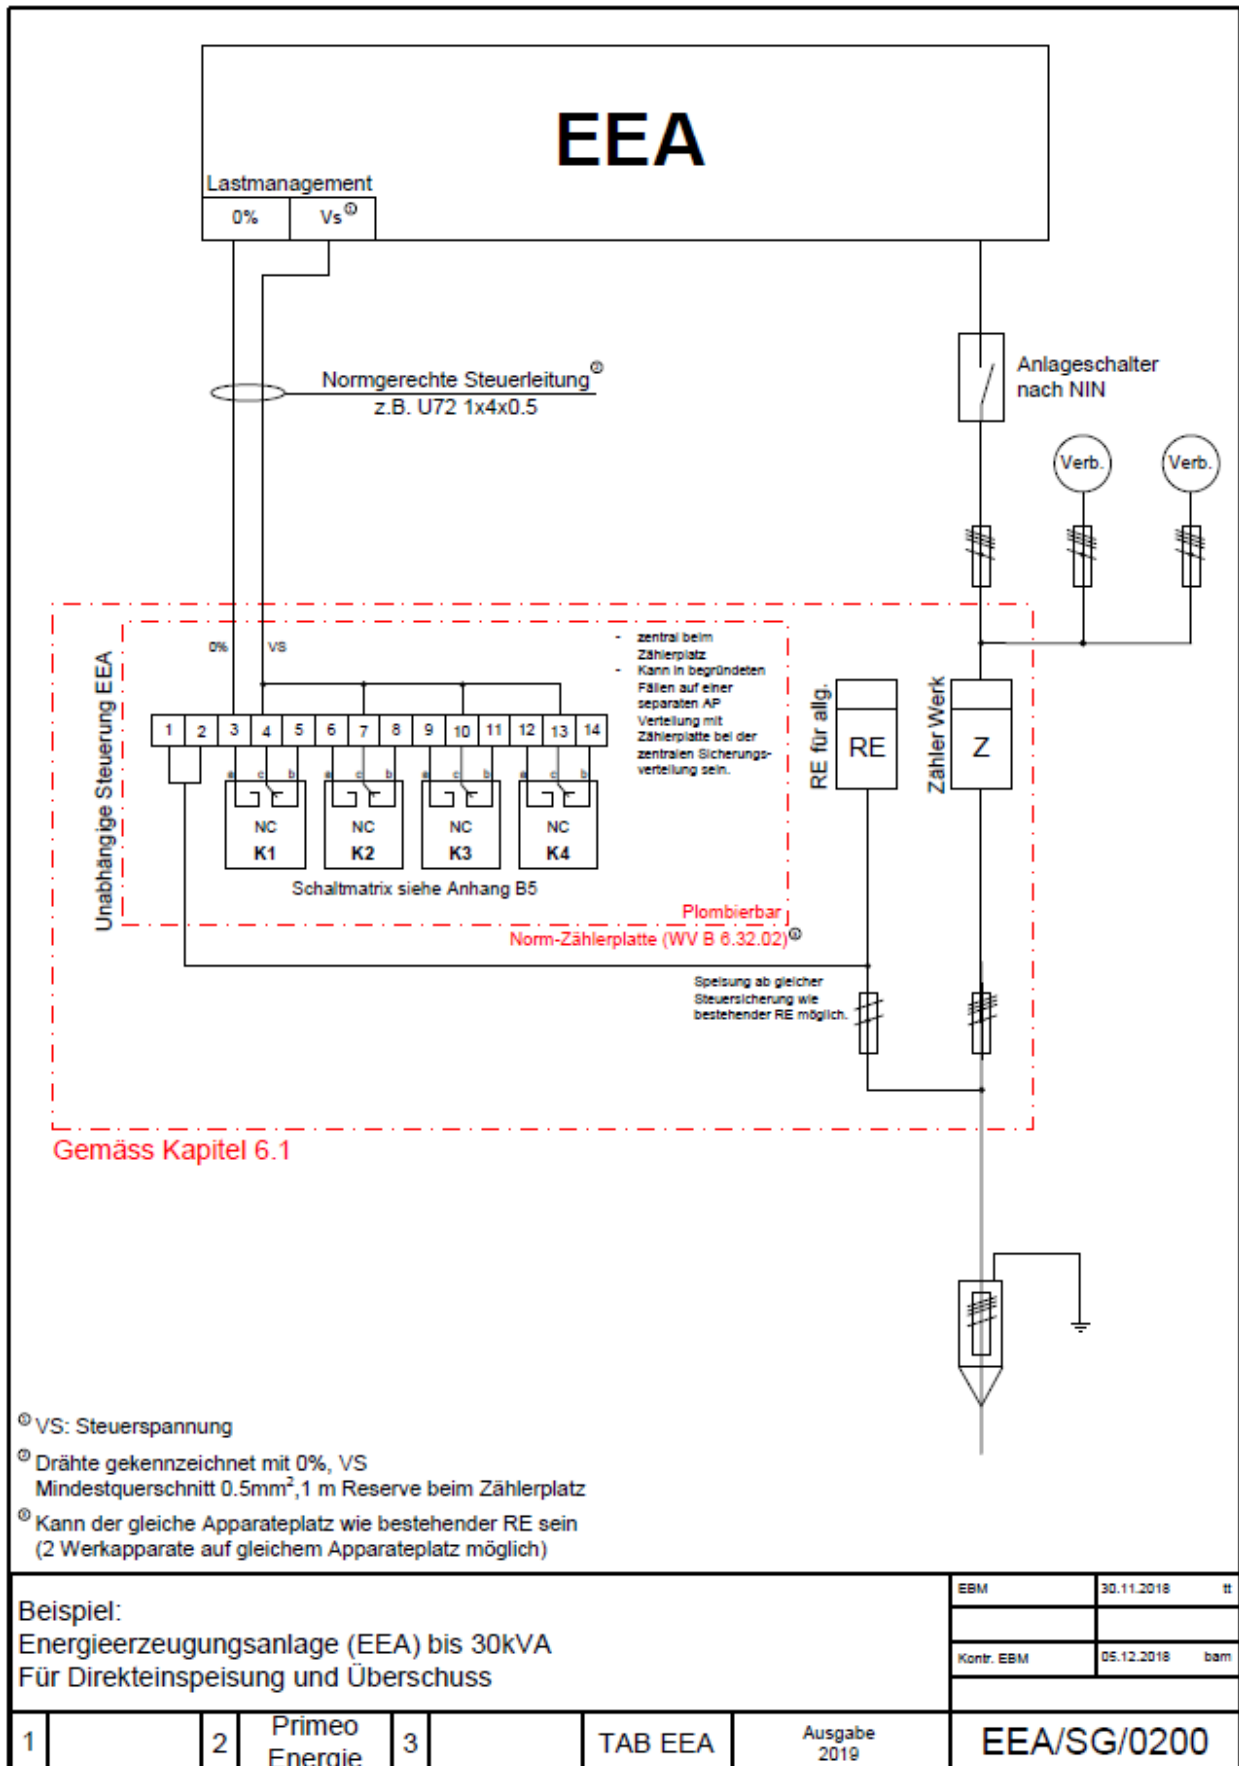 EEA
Lastmanagement
0% Vs①
Anlageschalter
nach NIN
Normgerechte Steuerleitung②
z.B. U72 1x4x0.5
Verb. Verb.
Unabhängige Steuerung EEA
0% VS
- zentral beim
Zählerplatz
- Kann in begründeten
Fällen auf einer
separaten AP
Verteilung mit
Zählerplatte bei der
zentralen Sicherungs-
verteilung sein.
RE für allg.
RE
Zähler Werk
Z
1 2 3 4 5 6 7 8 9 10 11 12 13 14
a c b a c b a c b a c b
NC NC NC NC
K1 K2 K3 K4
Schaltmatrix siehe Anhang B5
Plombierbar
Norm-Zählerplatte (WV B 6.32.02)③
Speisung ab gleicher
Steuersicherung wie
bestehender RE möglich.
Gemäss Kapitel 6.1
① VS: Steuerspannung
② Drähte gekennzeichnet mit 0%, VS
Mindestquerschnitt 0.5mm²,1 m Reserve beim Zählerplatz
③ Kann der gleiche Apparateplatz wie bestehender RE sein
(2 Werkapparate auf gleichem Apparateplatz möglich)
Beispiel:
Energieerzeugungsanlage (EEA) bis 30kVA
Für Direkteinspeisung und Überschuss
EBM 30.11.2018 tt
Kontr. EBM 05.12.2018 bam
1 2 Primeo
Energie 3 TAB EEA Ausgabe
2019 EEA/SG/0200